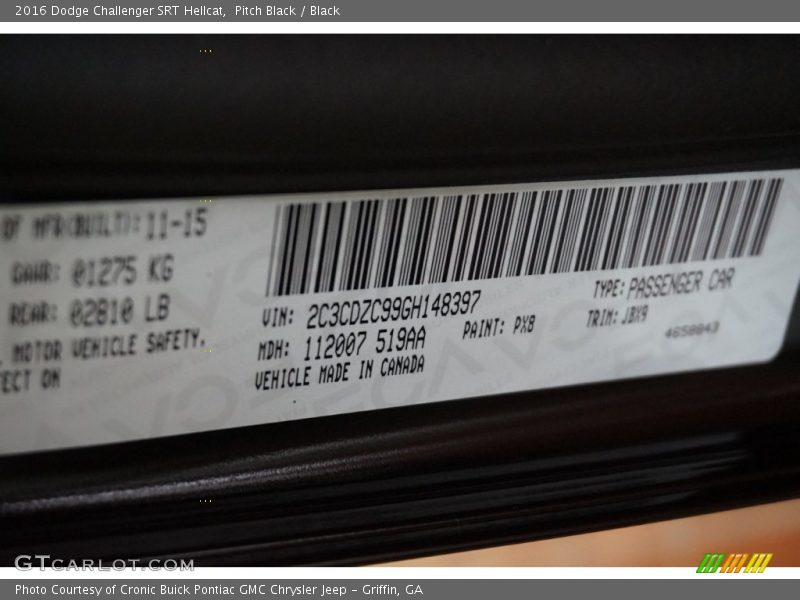 2016 Dodge Challenger SRT Hellcat,  Pitch Black / Black
OF MFR(BUILT): 11-15
GAWR: 01275 KG
REAR: 02810 LB
MOTOR VEHICLE SAFETY.
ECT ON
VIN: 2C3CDZC99GH148397
MDH: 112007 519AA
VEHICLE MADE IN CANADA
PAINT: PX8
TYPE: PASSENGER CAR
TRIM: JBX9
4658843
GTcarlot.com
Photo Courtesy of Cronic Buick Pontiac GMC Chrysler Jeep - Griffin, GA